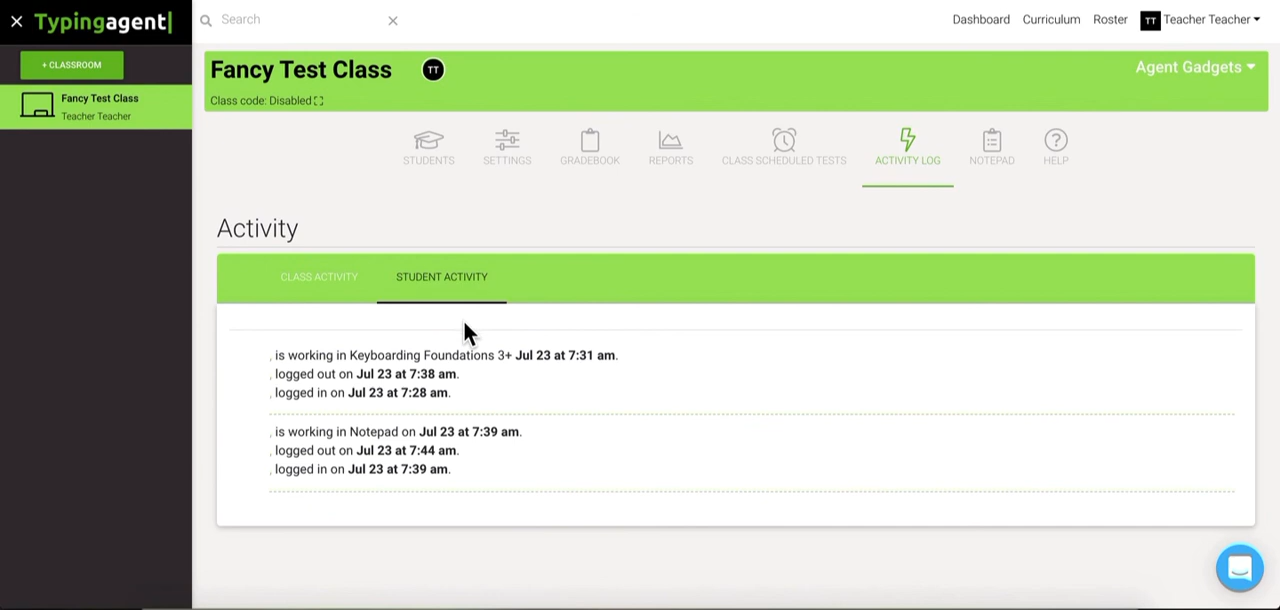 Typingagent|
Search
Dashboard Curriculum Roster TT Teacher Teacher
+ CLASSROOM
Fancy Test Class
Teacher Teacher
Fancy Test Class TT
Agent Gadgets
Class code: Disabled
STUDENTS SETTINGS GRADEBOOK REPORTS CLASS SCHEDULED TESTS ACTIVITY LOG NOTEPAD HELP
Activity
CLASS ACTIVITY STUDENT ACTIVITY
, is working in Keyboarding Foundations 3+ Jul 23 at 7:31 am.
, logged out on Jul 23 at 7:38 am.
, logged in on Jul 23 at 7:28 am.
, is working in Notepad on Jul 23 at 7:39 am.
, logged out on Jul 23 at 7:44 am.
, logged in on Jul 23 at 7:39 am.